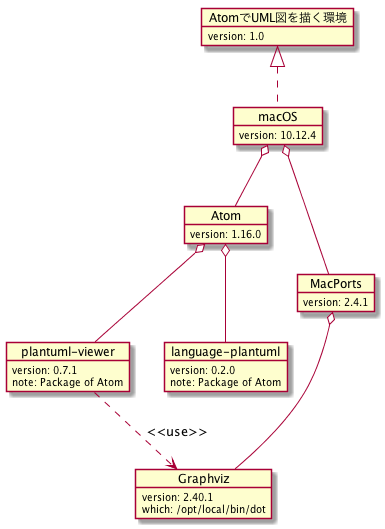 AtomでUML図を描く環境
version: 1.0
macOS
version: 10.12.4
Atom
version: 1.16.0
MacPorts
version: 2.4.1
plantuml-viewer
version: 0.7.1
note: Package of Atom
language-plantuml
version: 0.2.0
note: Package of Atom
<<use>>
Graphviz
version: 2.40.1
which: /opt/local/bin/dot